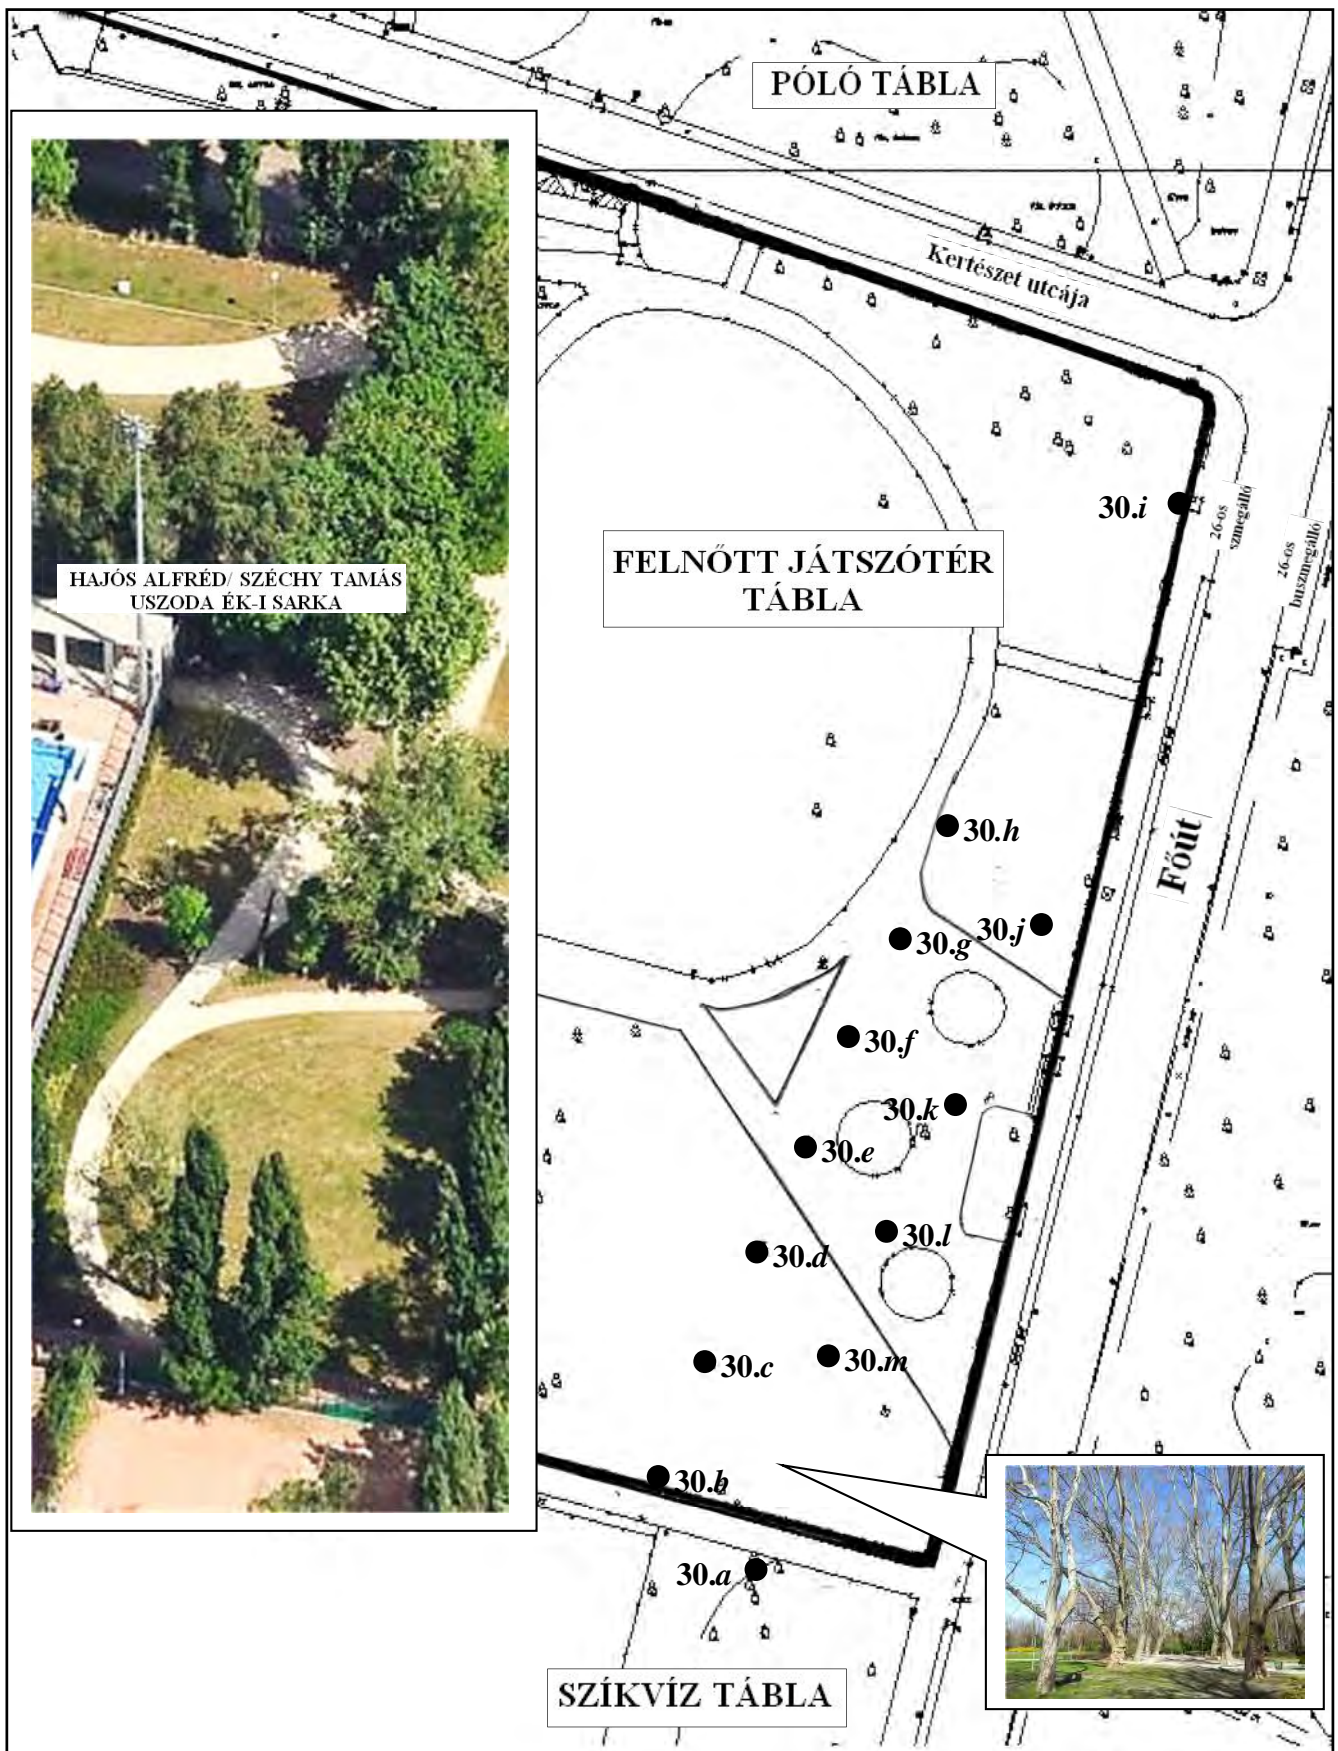 PÓLÓ TÁBLA
Kertészet utcája
30.i
26-os
szmegálló
26-os
buszmegálló
FELNŐTT JÁTSZÓTÉR
TÁBLA
HAJÓS ALFRÉD/ SZÉCHY TAMÁS
USZODA ÉK-I SARKA
30.h
Főút
30.g
30.j
30.f
30.k
30.e
30.l
30.d
30.c
30.m
30.b
30.a
SZÍKVÍZ TÁBLA